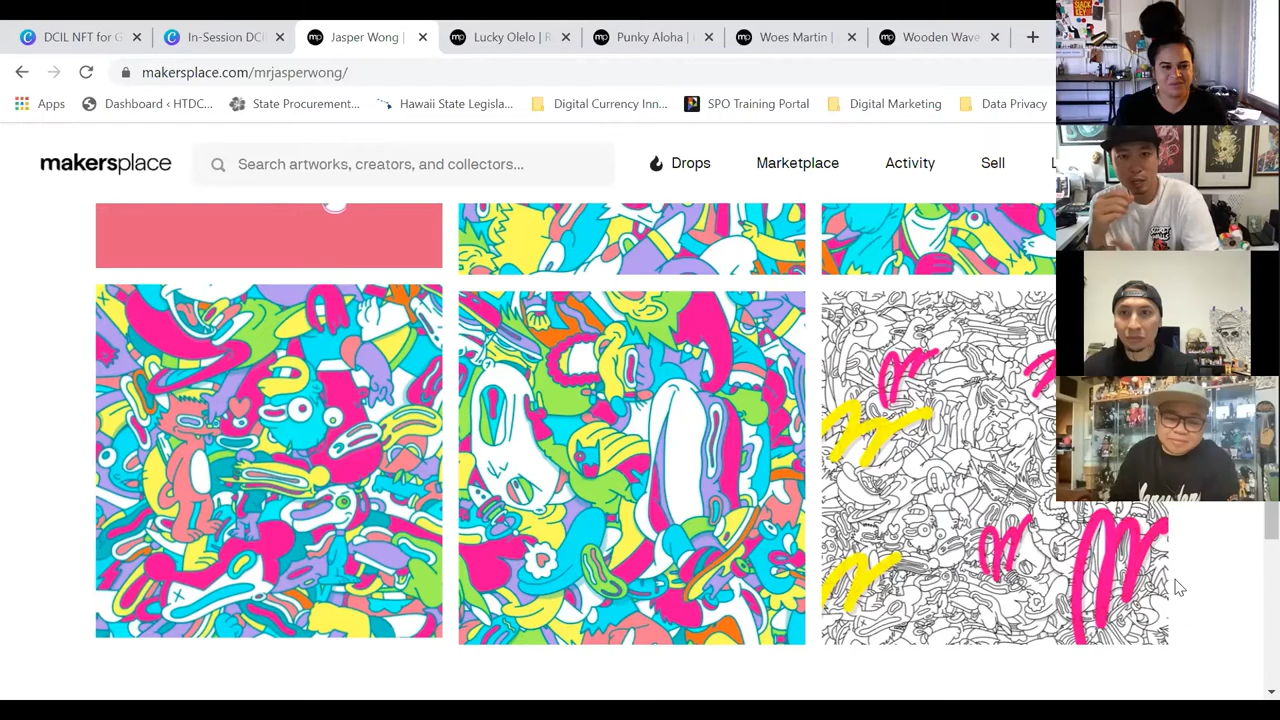 DCIL NFT for G
In-Session DCI
Jasper Wong |
Lucky Olelo | R
Punky Aloha |
Woes Martin |
Wooden Wave
makersplace.com/mrjasperwong/
Apps
Dashboard ‹ HTDC...
State Procurement...
Hawaii State Legisla...
Digital Currency Inn...
SPO Training Portal
Digital Marketing
Data Privacy
makersplace
Search artworks, creators, and collectors...
Drops
Marketplace
Activity
Sell